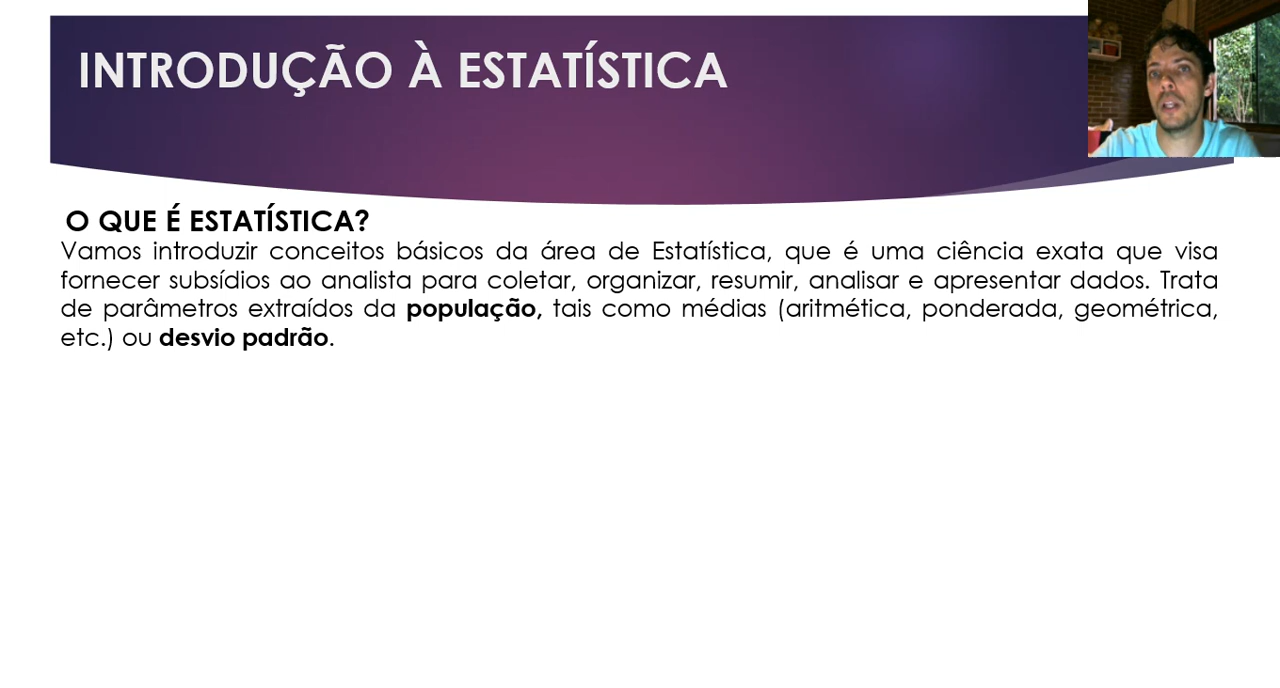 INTRODUÇÃO À ESTATÍSTICA
O QUE É ESTATÍSTICA?
Vamos introduzir conceitos básicos da área de Estatística, que é uma ciência exata que visa
fornecer subsídios ao analista para coletar, organizar, resumir, analisar e apresentar dados. Trata
de parâmetros extraídos da população, tais como médias (aritmética, ponderada, geométrica,
etc.) ou desvio padrão.